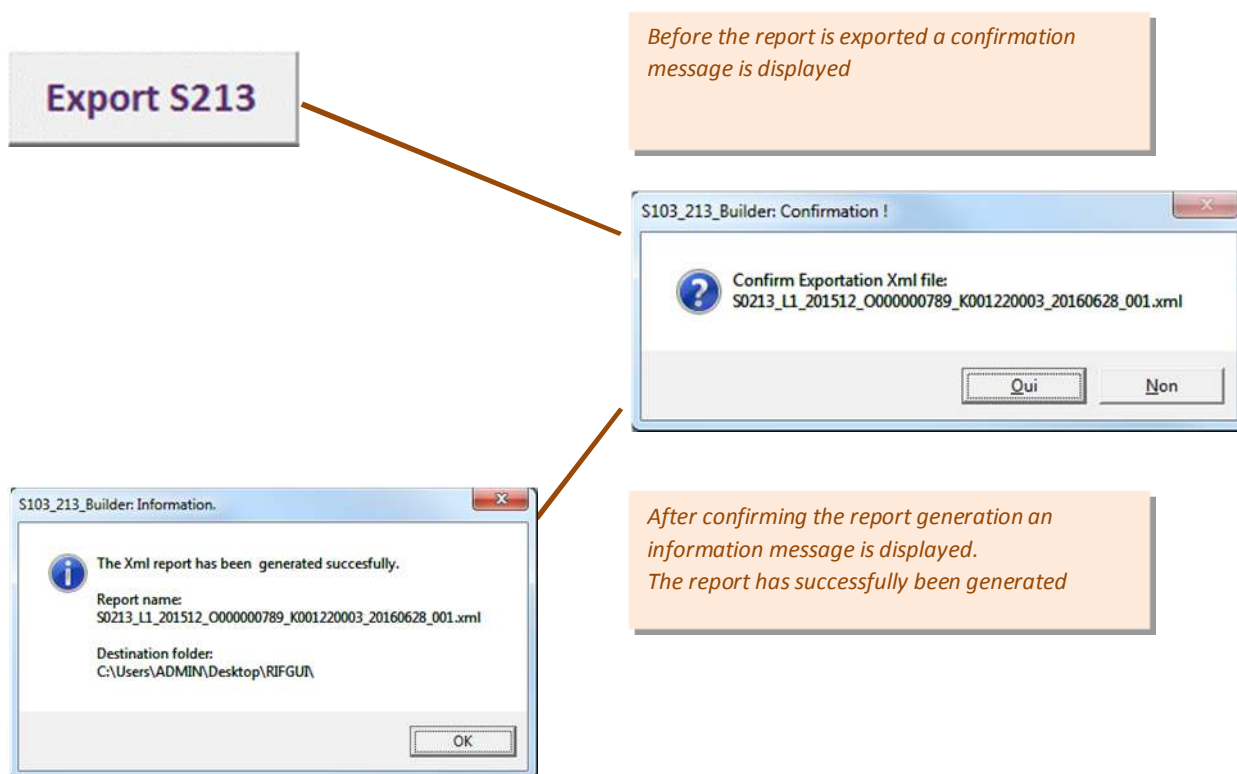 Export S213
Before the report is exported a confirmation
message is displayed
S103_213_Builder: Confirmation !
Confirm Exportation Xml file:
S0213_L1_201512_O000000789_K001220003_20160628_001.xml
Oui
Non
S103_213_Builder: Information.
The Xml report has been generated succesfully.
Report name:
S0213_L1_201512_O000000789_K001220003_20160628_001.xml
Destination folder:
C:\Users\ADMIN\Desktop\RIFGUI\
OK
After confirming the report generation an
information message is displayed.
The report has successfully been generated